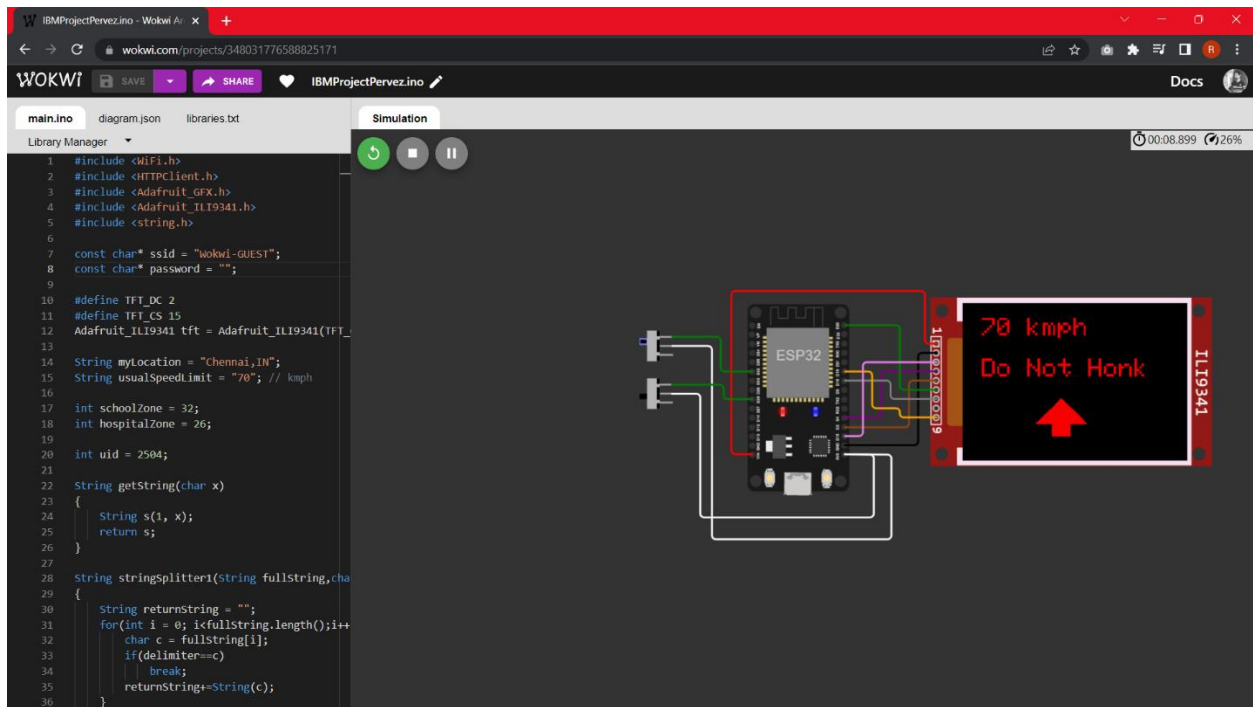 IBMProjectPervez.ino - Wokwi Ar
wokwi.com/projects/348031776588825171
R
WOKWI
SAVE
SHARE
IBMProjectPervez.ino
Docs
main.ino
diagram.json
libraries.txt
Simulation
Library Manager
00:08.899
26%
1 #include <WiFi.h>
2 #include <HTTPClient.h>
3 #include <Adafruit_GFX.h>
4 #include <Adafruit_ILI9341.h>
5 #include <string.h>
6
7 const char* ssid = "Wokwi-GUEST";
8 const char* password = "";
9
10 #define TFT_DC 2
11 #define TFT_CS 15
12 Adafruit_ILI9341 tft = Adafruit_ILI9341(TFT_
13
14 String myLocation = "Chennai,IN";
15 String usualSpeedLimit = "70"; // kmph
16
17 int schoolZone = 32;
18 int hospitalZone = 26;
19
20 int uid = 2504;
21
22 String getString(char x)
23 {
24 String s(1, x);
25 return s;
26 }
27
28 String stringSplitter1(String fullString,cha
29 {
30 String returnString = "";
31 for(int i = 0; i<fullString.length();i++
32 char c = fullString[i];
33 if(delimiter==c)
34 break;
35 returnString+=String(c);
36 }
ESP32
1
9
70 kmph
Do Not Honk
ILI9341